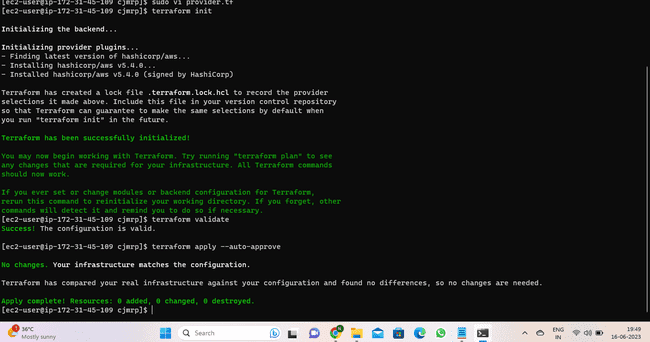 [ec2-user@ip-172-31-45-109 cjmrp]$ sudo vi provider.tf
[ec2-user@ip-172-31-45-109 cjmrp]$ terraform init
Initializing the backend...
Initializing provider plugins...
- Finding latest version of hashicorp/aws...
- Installing hashicorp/aws v5.4.0...
- Installed hashicorp/aws v5.4.0 (signed by HashiCorp)
Terraform has created a lock file .terraform.lock.hcl to record the provider
selections it made above. Include this file in your version control repository
so that Terraform can guarantee to make the same selections by default when
you run "terraform init" in the future.
Terraform has been successfully initialized!
You may now begin working with Terraform. Try running "terraform plan" to see
any changes that are required for your infrastructure. All Terraform commands
should now work.
If you ever set or change modules or backend configuration for Terraform,
rerun this command to reinitialize your working directory. If you forget, other
commands will detect it and remind you to do so if necessary.
[ec2-user@ip-172-31-45-109 cjmrp]$ terraform validate
Success! The configuration is valid.
[ec2-user@ip-172-31-45-109 cjmrp]$ terraform apply --auto-approve
No changes. Your infrastructure matches the configuration.
Terraform has compared your real infrastructure against your configuration and found no differences, so no changes are needed.
Apply complete! Resources: 0 added, 0 changed, 0 destroyed.
[ec2-user@ip-172-31-45-109 cjmrp]$
1
36°C
Mostly sunny
Search
ENG
IN
19:49
16-06-2023